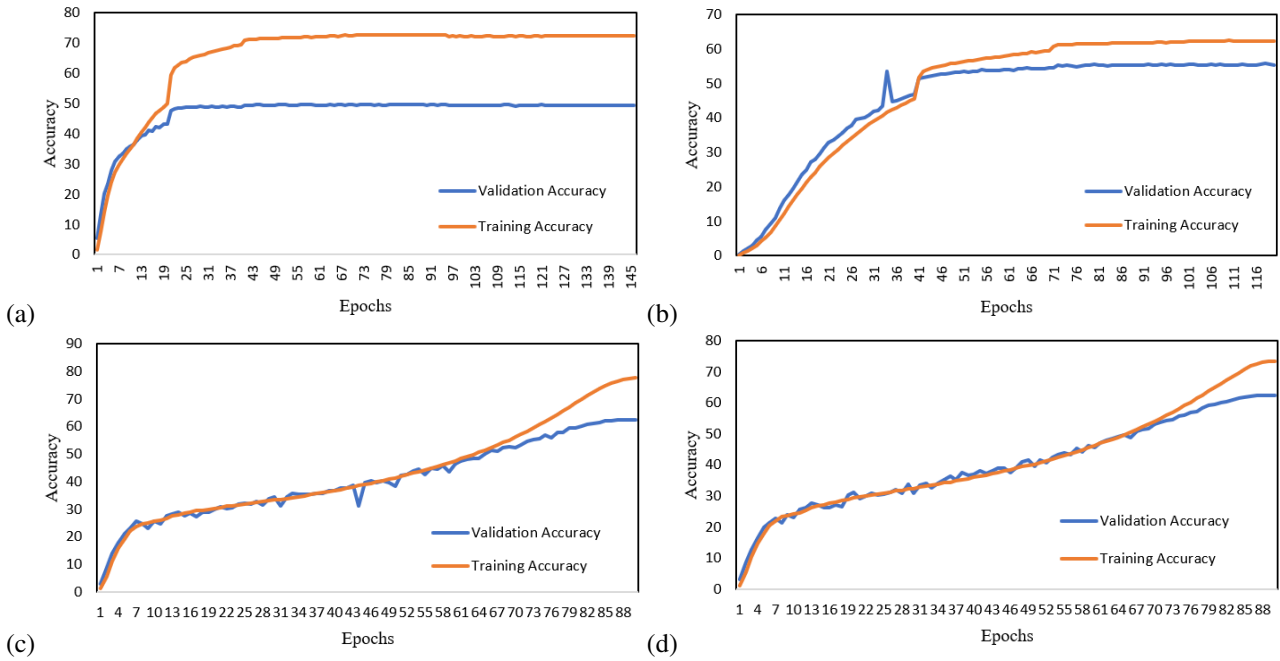 80
70
60
50
40
30
20
10
0
Accuracy
Validation Accuracy
Training Accuracy
1 7 13 19 25 31 37 43 49 55 61 67 73 79 85 91 97 103 109 115 121 127 133 139 145
Epochs
(a)
70
60
50
40
30
20
10
0
Accuracy
Validation Accuracy
Training Accuracy
1 6 11 16 21 26 31 36 41 46 51 56 61 66 71 76 81 86 91 96 101 106 111 116
Epochs
(b)
90
80
70
60
50
40
30
20
10
0
Accuracy
Validation Accuracy
Training Accuracy
1 4 7 10 13 16 19 22 25 28 31 34 37 40 43 46 49 52 55 58 61 64 67 70 73 76 79 82 85 88
Epochs
(c)
80
70
60
50
40
30
20
10
0
Accuracy
Validation Accuracy
Training Accuracy
1 4 7 10 13 16 19 22 25 28 31 34 37 40 43 46 49 52 55 58 61 64 67 70 73 76 79 82 85 88
Epochs
(d)